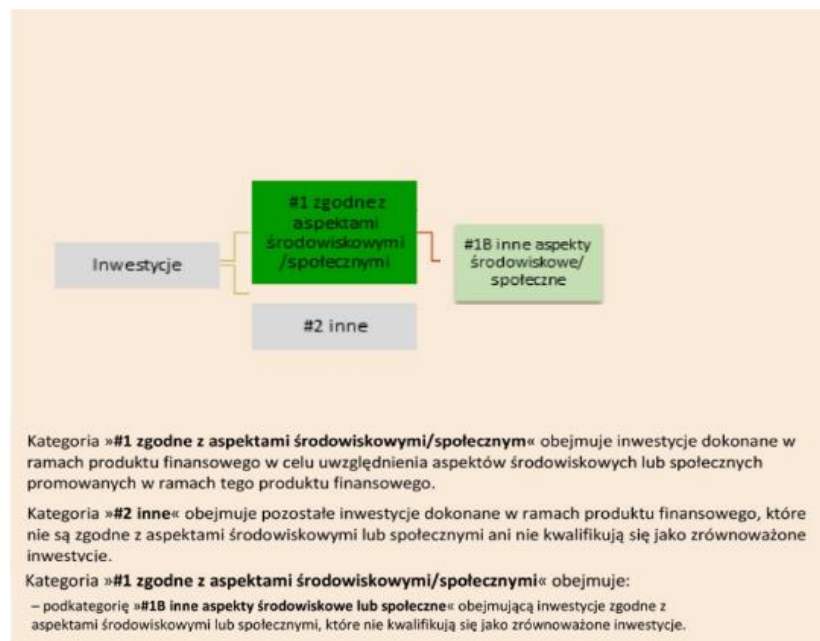 #1 zgodne z
aspektami
środowiskowymi
/społecznymi
Inwestycje
#1B inne aspekty
środowiskowe/
społeczne
#2 inne
Kategoria »#1 zgodne z aspektami środowiskowymi/społecznym« obejmuje inwestycje dokonane w
ramach produktu finansowego w celu uwzględnienia aspektów środowiskowych lub społecznych
promowanych w ramach tego produktu finansowego.
Kategoria »#2 inne« obejmuje pozostałe inwestycje dokonane w ramach produktu finansowego, które
nie są zgodne z aspektami środowiskowymi lub społecznymi ani nie kwalifikują się jako zrównoważone
inwestycie.
Kategoria »#1 zgodne z aspektami środowiskowymi/społecznymi« obejmuje:
– podkategorię »#1B inne aspekty środowiskowe lub społeczne« obejmującą inwestycje zgodne z
aspektami środowiskowymi lub społecznymi, które nie kwalifikują się jako zrównoważone inwestycje.